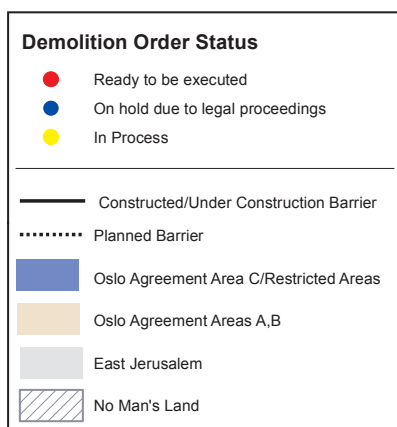 Demolition Order Status
Ready to be executed
On hold due to legal proceedings
In Process
Constructed/Under Construction Barrier
Planned Barrier
Oslo Agreement Area C/Restricted Areas
Oslo Agreement Areas A,B
East Jerusalem
No Man's Land